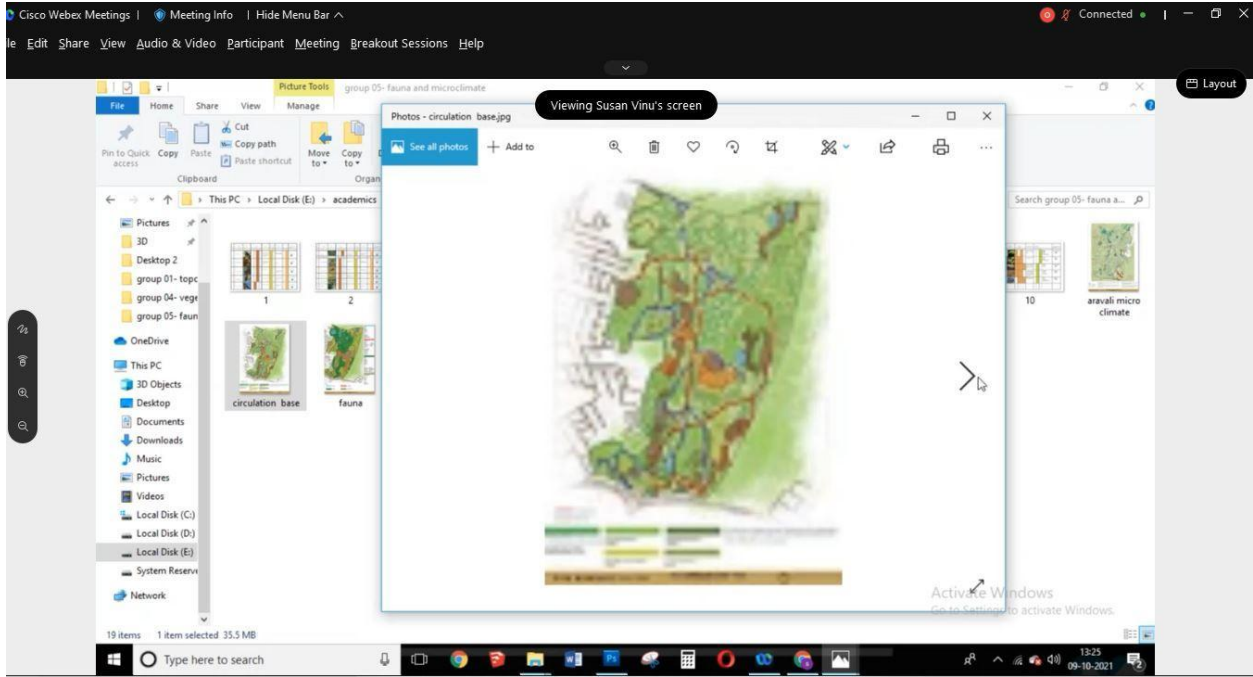 Cisco Webex Meetings | Meeting Info | Hide Menu Bar
Connected
le Edit Share View Audio & Video Participant Meeting Breakout Sessions Help
Layout
Viewing Susan Vinu's screen
Picture Tools group 05- fauna and microclimate
File Home Share View Manage
Pin to Quick access
Copy
Paste
Cut
Copy path
Paste shortcut
Move to
Copy to
Clipboard
Organ
This PC > Local Disk (E:) > academics
Search group 05- fauna a...
Photos - circulation base.jpg
See all photos
Add to
Pictures
3D
Desktop 2
group 01- topc
group 04- vege
group 05- faun
OneDrive
This PC
3D Objects
Desktop
Documents
Downloads
Music
Pictures
Videos
Local Disk (C:)
Local Disk (D:)
Local Disk (E:)
System Reserve
Network
1
2
10
aravali micro climate
circulation base
fauna
Activate Windows
Go to Settings to activate Windows.
19 items 1 item selected 35.5 MB
Type here to search
13:25
09-10-2021